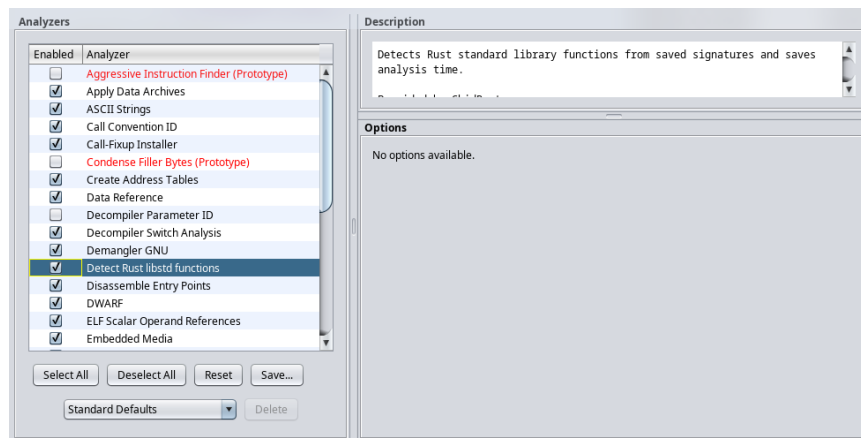 Analyzers
Enabled Analyzer
Aggressive Instruction Finder (Prototype)
Apply Data Archives
ASCII Strings
Call Convention ID
Call-Fixup Installer
Condense Filler Bytes (Prototype)
Create Address Tables
Data Reference
Decompiler Parameter ID
Decompiler Switch Analysis
Demangler GNU
Detect Rust libstd functions
Disassemble Entry Points
DWARF
ELF Scalar Operand References
Embedded Media
Select All Deselect All Reset Save...
Standard Defaults Delete
Description
Detects Rust standard library functions from saved signatures and saves
analysis time.
Options
No options available.